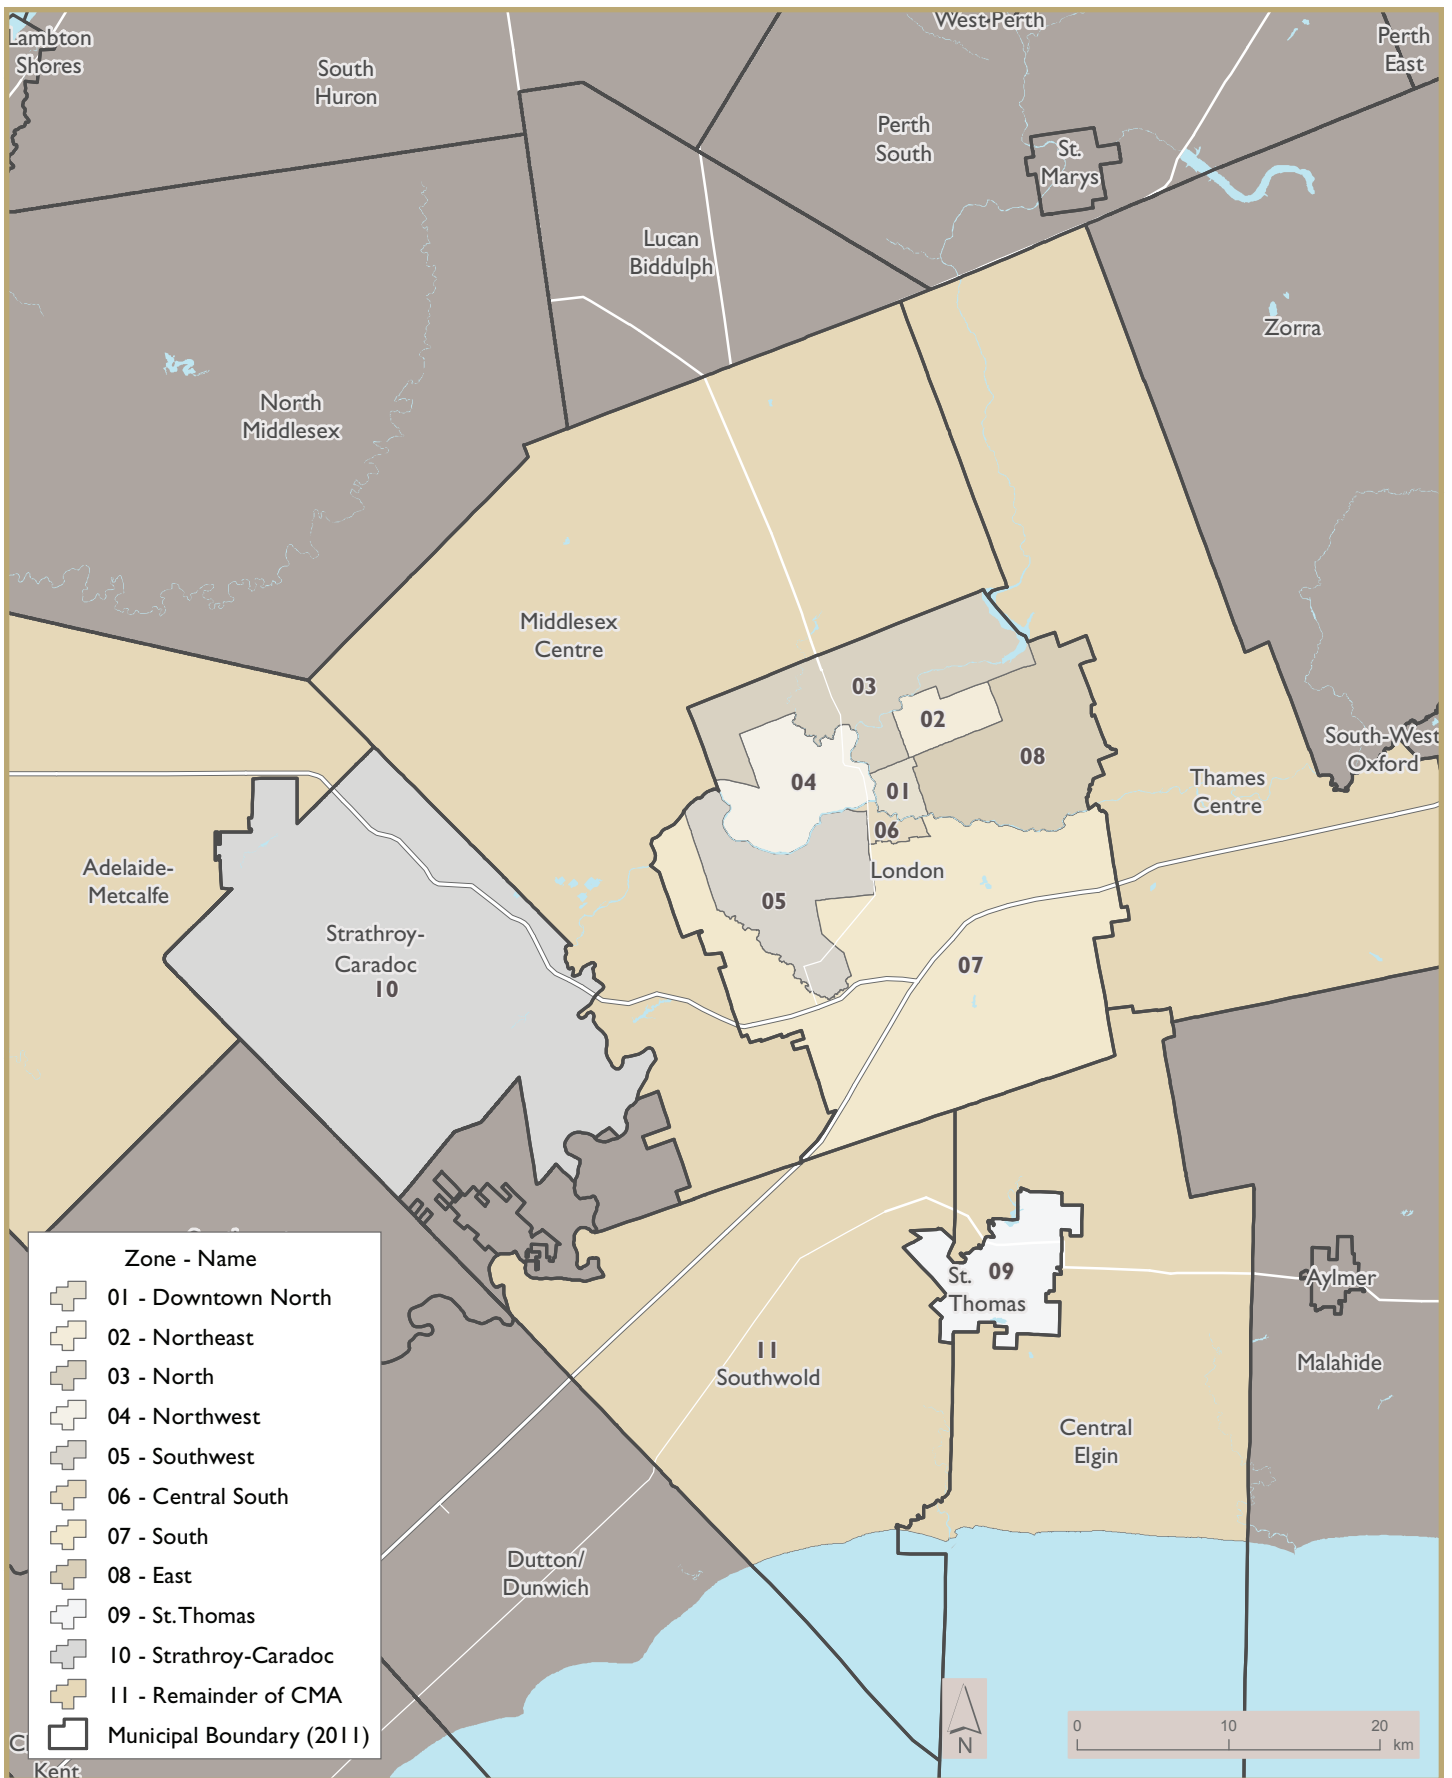 Lambton
Shores
South
Huron
West Perth
Perth
East
Perth
South
St.
Marys
Lucan
Biddulph
Zorra
North
Middlesex
Middlesex
Centre
03
02
08
04
01
06
South-West
Oxford
Thames
Centre
London
Adelaide-
Metcalfe
05
Strathroy-
Caradoc
10
07
St.
Thomas
09
Aylmer
11
Southwold
Malahide
Central
Elgin
Dutton/
Dunwich
Kent
Zone - Name
01 - Downtown North
02 - Northeast
03 - North
04 - Northwest
05 - Southwest
06 - Central South
07 - South
08 - East
09 - St. Thomas
10 - Strathroy-Caradoc
11 - Remainder of CMA
Municipal Boundary (2011)
N
0 10 20
km